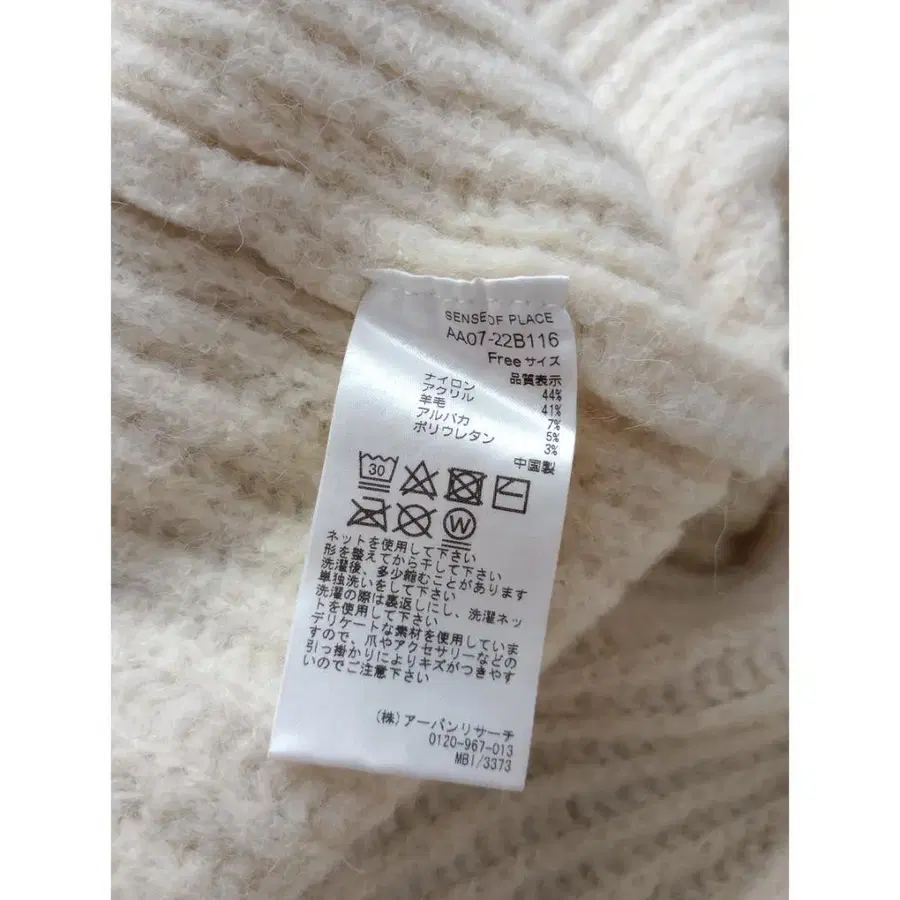 SENSE OF PLACE
AA07-22B116
Free サイズ
品質表示
ナイロン 44%
アクリル 41%
羊毛 7%
アルパカ 5%
ポリウレタン 3%
中国製
30
W
ネットを使用して下さい
形を整えてから干して下さい
洗濯後、多少縮むことがあります
単独洗いをして下さい
洗濯の際は裏返しにし、洗濯ネッ
トを使用して下さい
デリケートな素材を使用していま
すので、爪やアクセサリーなどの
引っ掛かりによりキズがつきやす
いのでご注意下さい
(株)アーバンリサーチ
0120-967-013
MBI/3373